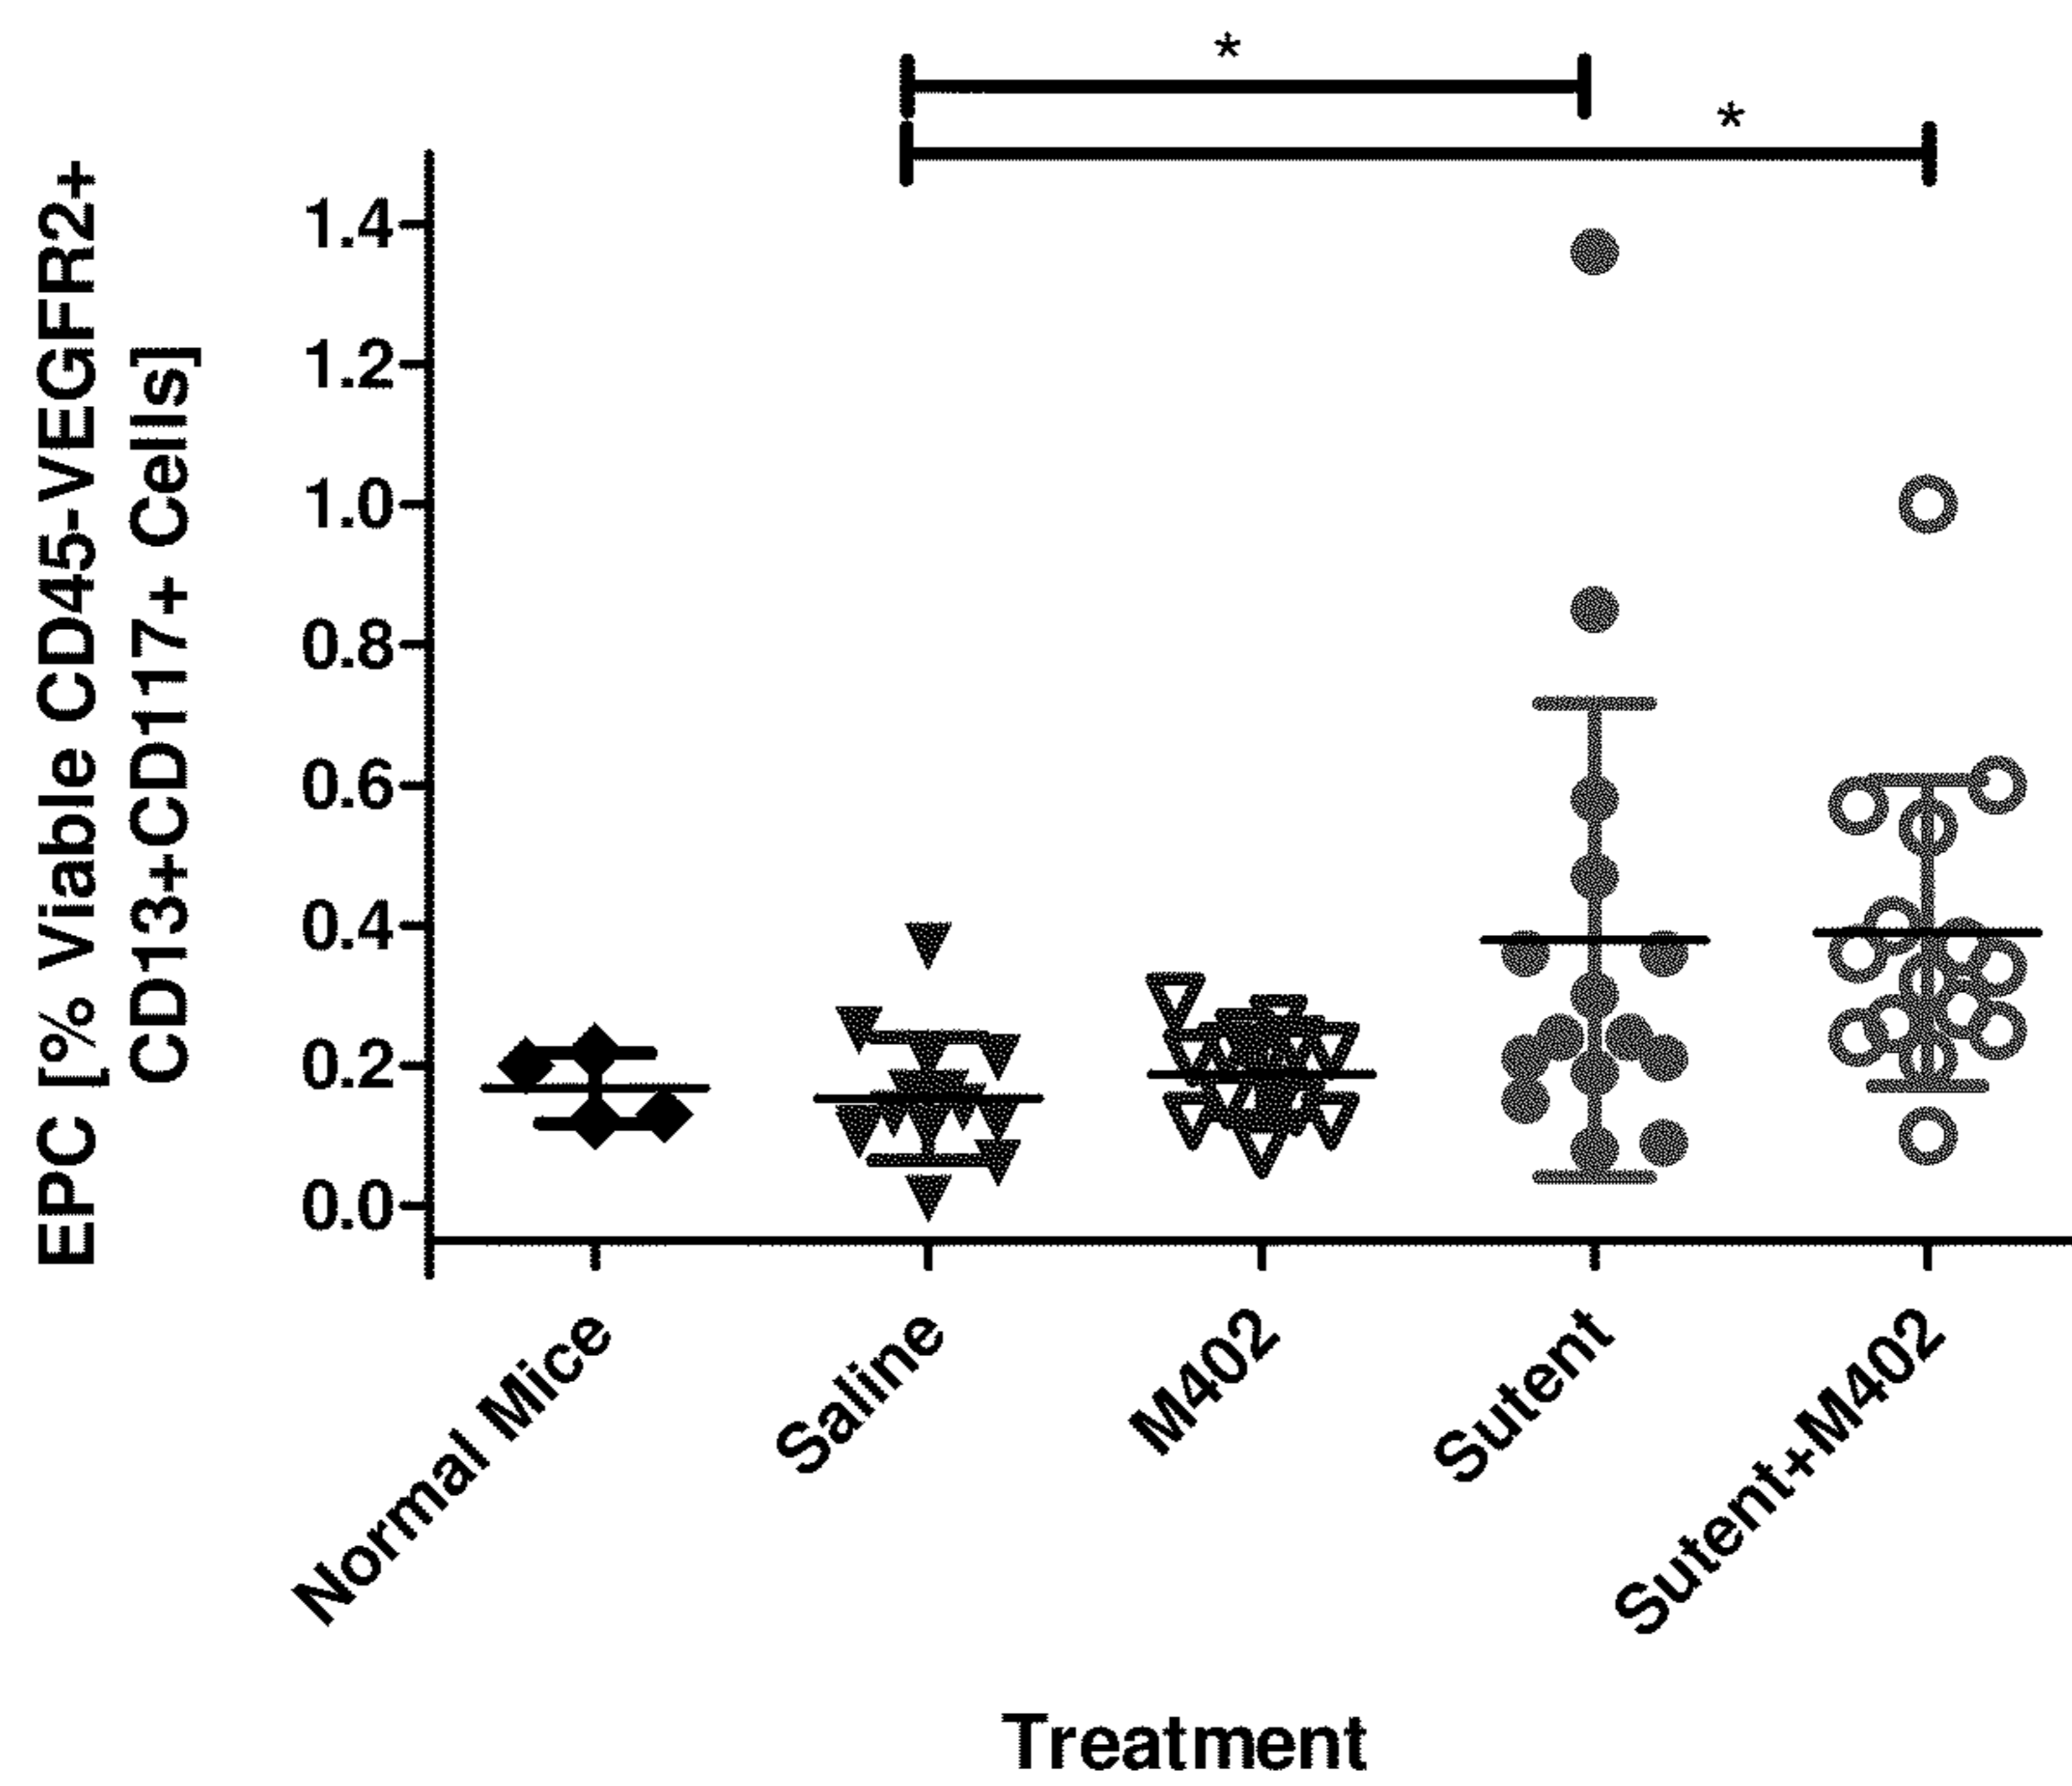 *
*
EPC [% Viable CD45-VEGFR2+
CD13+CD117+ Cells]
1.4
1.2
1.0
0.8
0.6
0.4
0.2
0.0
Normal Mice
Saline
M402
Sutent
Sutent+M402
Treatment